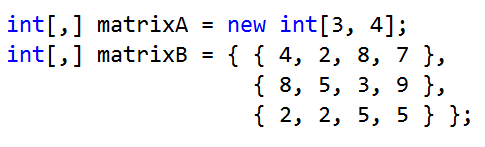 int[,] matrixA = new int[3, 4];
int[,] matrixB = { { 4, 2, 8, 7 },
{ 8, 5, 3, 9 },
{ 2, 2, 5, 5 } };